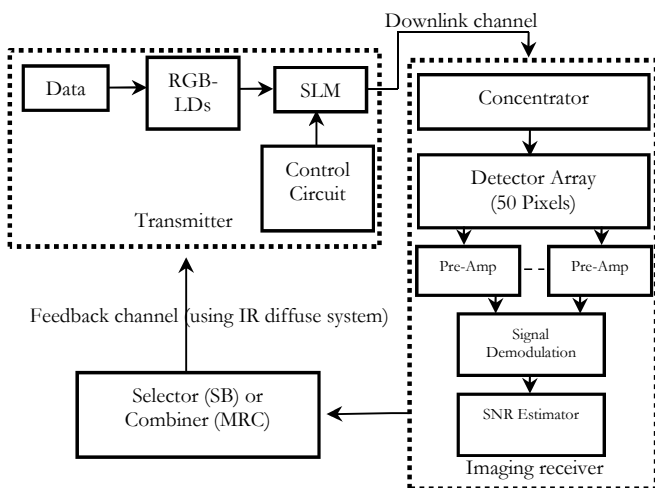 Downlink channel
Data
RGB-
LDs
SLM
Control
Circuit
Transmitter
Concentrator
Detector Array
(50 Pixels)
Pre-Amp
Pre-Amp
Signal
Demodulation
SNR Estimator
Imaging receiver
Feedback channel (using IR diffuse system)
Selector (SB) or
Combiner (MRC)